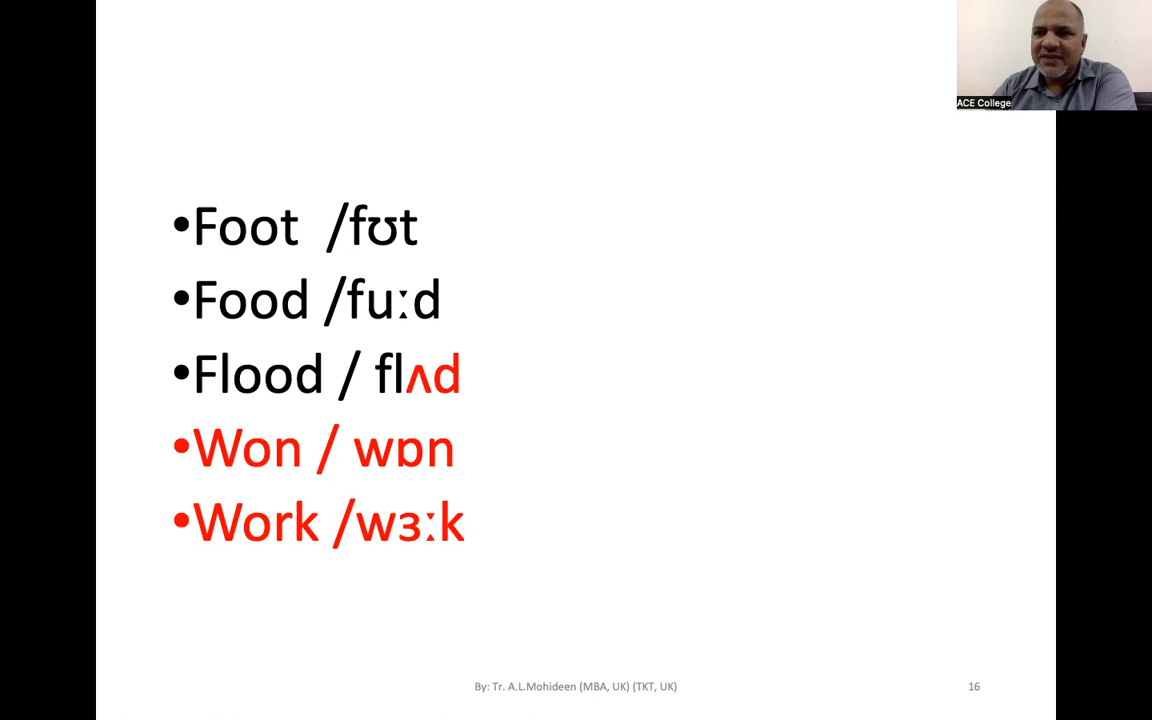 ACE College
•Foot /fʊt
•Food /fuːd
•Flood / flʌd
•Won / wɒn
•Work /wɜːk
By: Tr. A.L.Mohideen (MBA, UK) (TKT, UK)
16